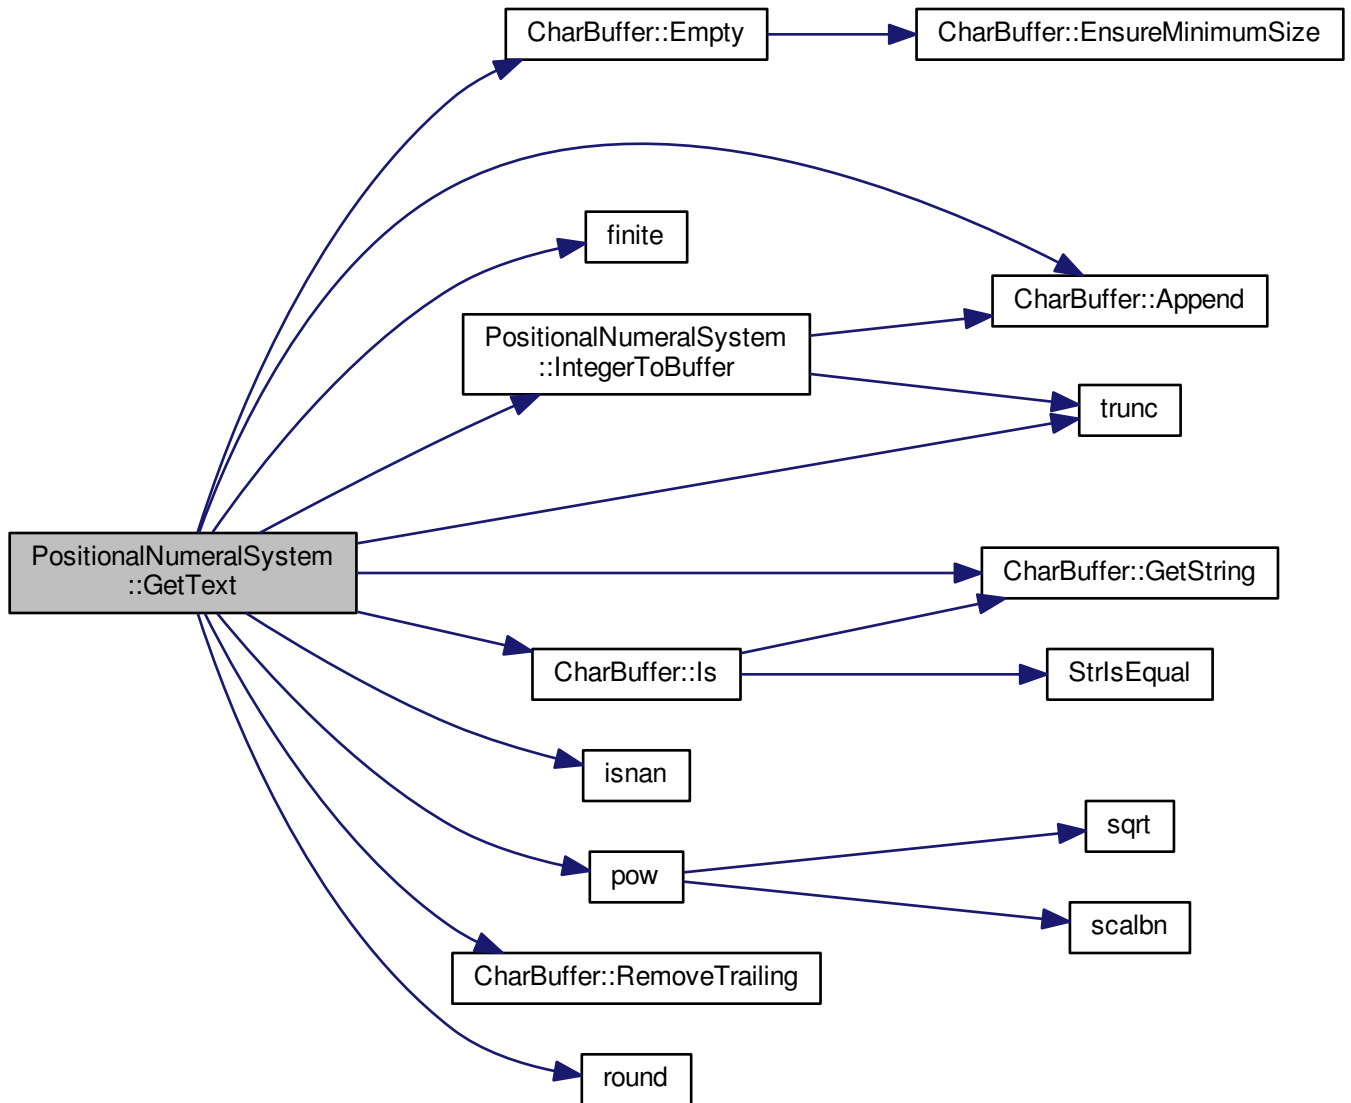 CharBuffer::Empty
CharBuffer::EnsureMinimumSize
finite
CharBuffer::Append
PositionalNumeralSystem
::IntegerToBuffer
trunc
PositionalNumeralSystem
::GetText
CharBuffer::GetString
CharBuffer::Is
StrIsEqual
isnan
sqrt
pow
scalbn
CharBuffer::RemoveTrailing
round